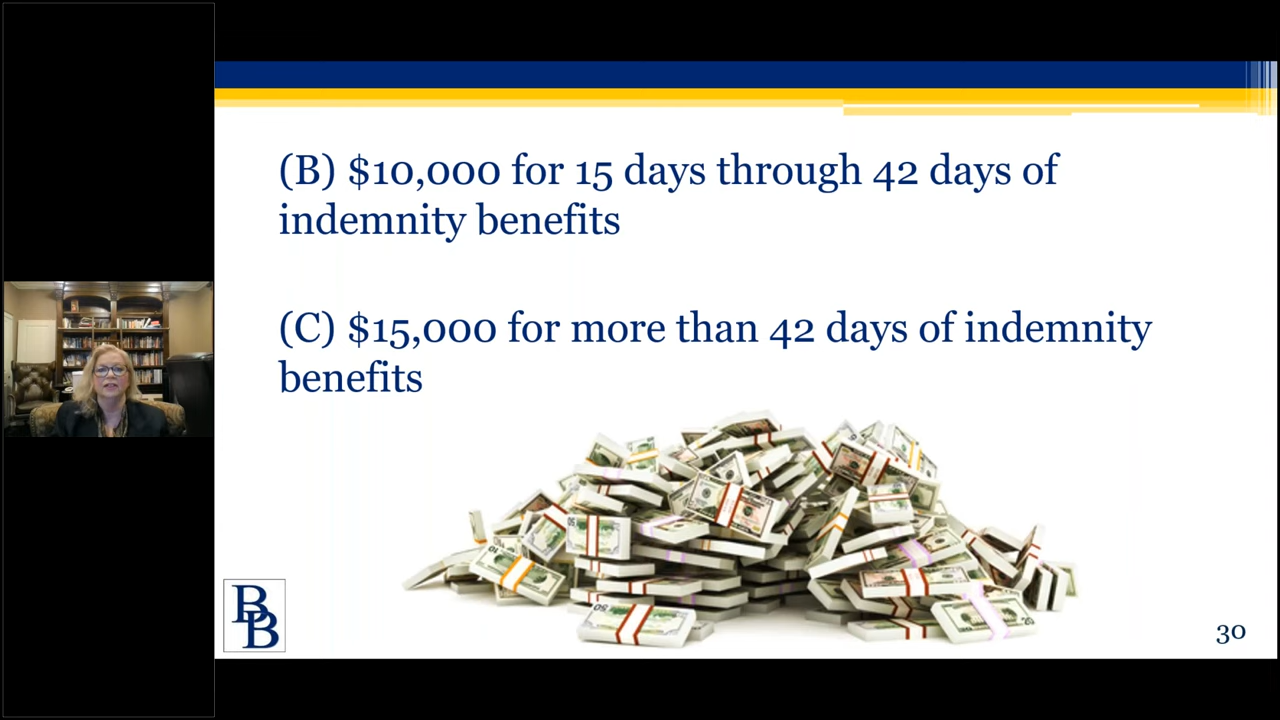 (B) $10,000 for 15 days through 42 days of
indemnity benefits
(C) $15,000 for more than 42 days of indemnity
benefits
BB
30